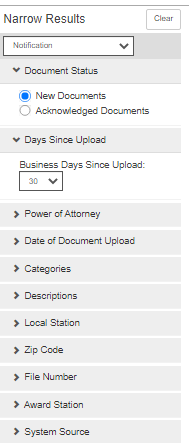 Narrow Results Clear
Notification
Document Status
New Documents
Acknowledged Documents
Days Since Upload
Business Days Since Upload:
30
Power of Attorney
Date of Document Upload
Categories
Descriptions
Local Station
Zip Code
File Number
Award Station
System Source